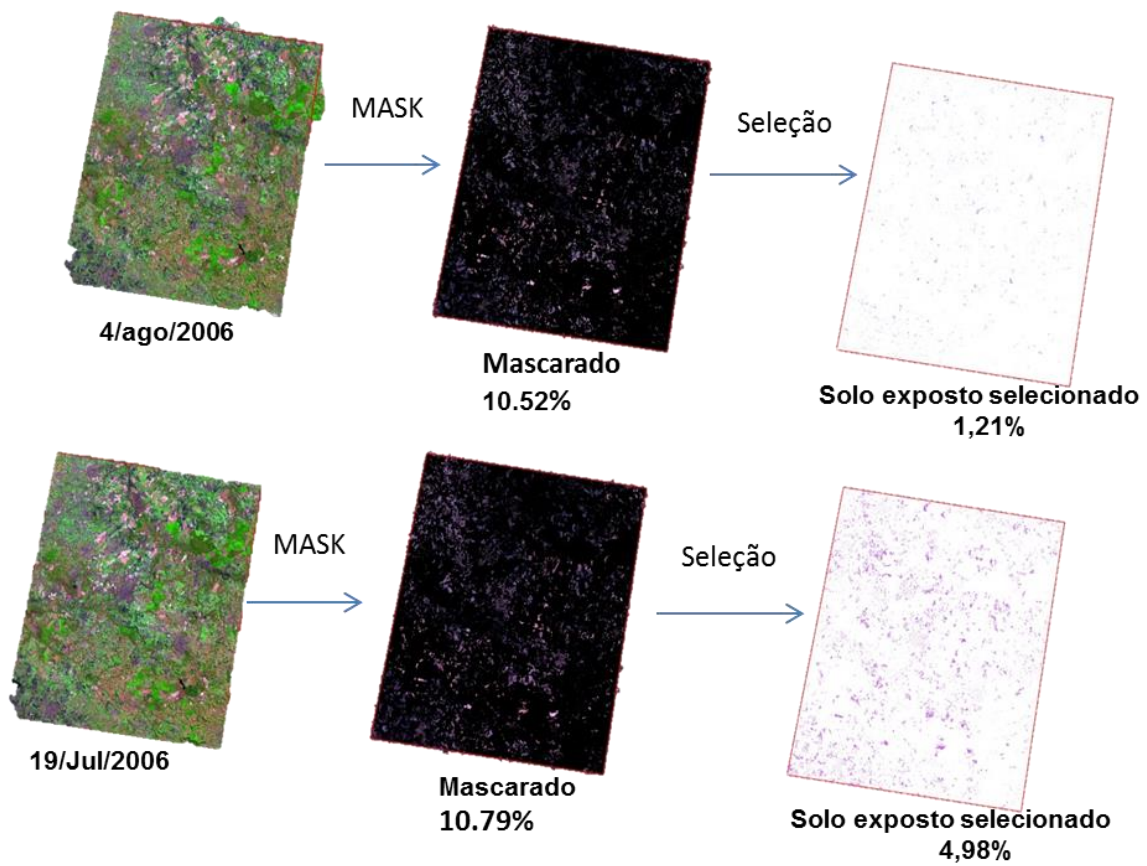 MASK
Seleção
4/ago/2006
Mascarado
10.52%
Solo exposto selecionado
1,21%
MASK
Seleção
19/Jul/2006
Mascarado
10.79%
Solo exposto selecionado
4,98%